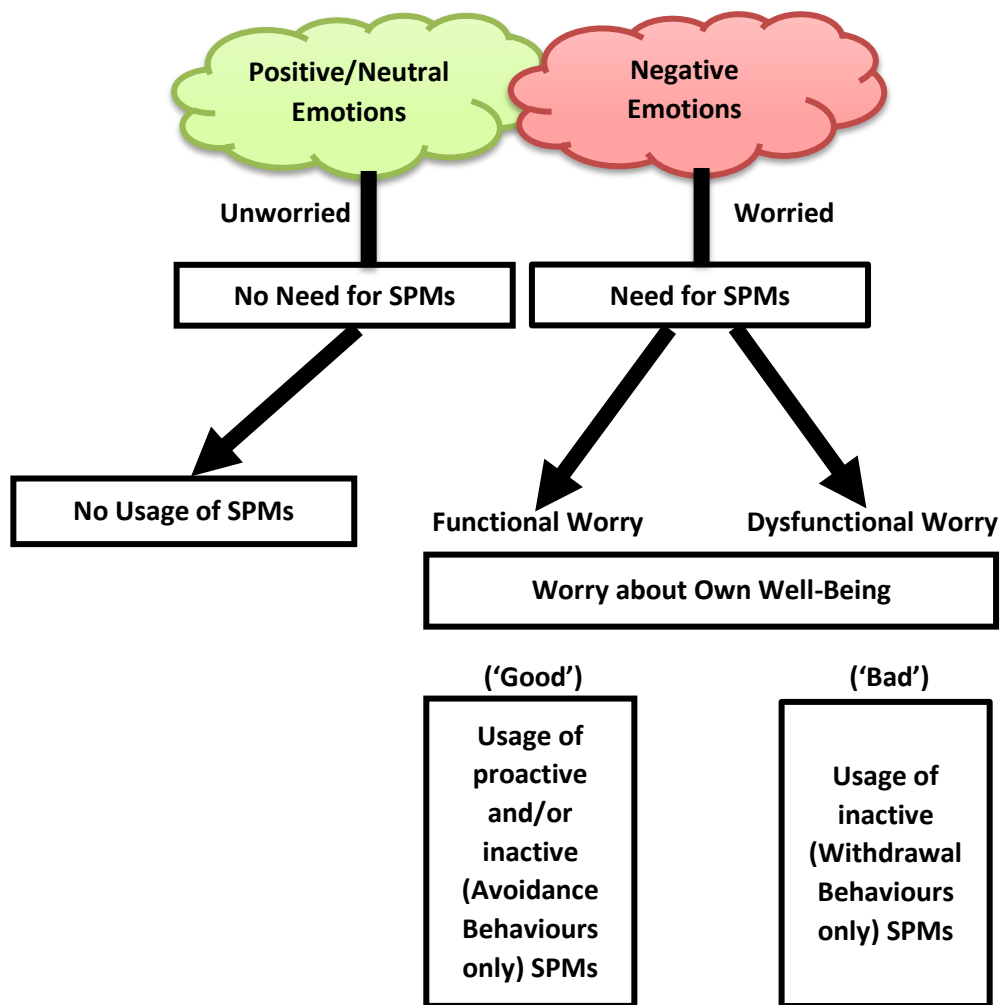 Positive/Neutral
Emotions
Negative
Emotions
Unworried
Worried
No Need for SPMs
Need for SPMs
No Usage of SPMs
Functional Worry
Dysfunctional Worry
Worry about Own Well-Being
(‘Good’)
(‘Bad’)
Usage of
proactive
and/or
inactive
(Avoidance
Behaviours
only) SPMs
Usage of
inactive
(Withdrawal
Behaviours
only) SPMs